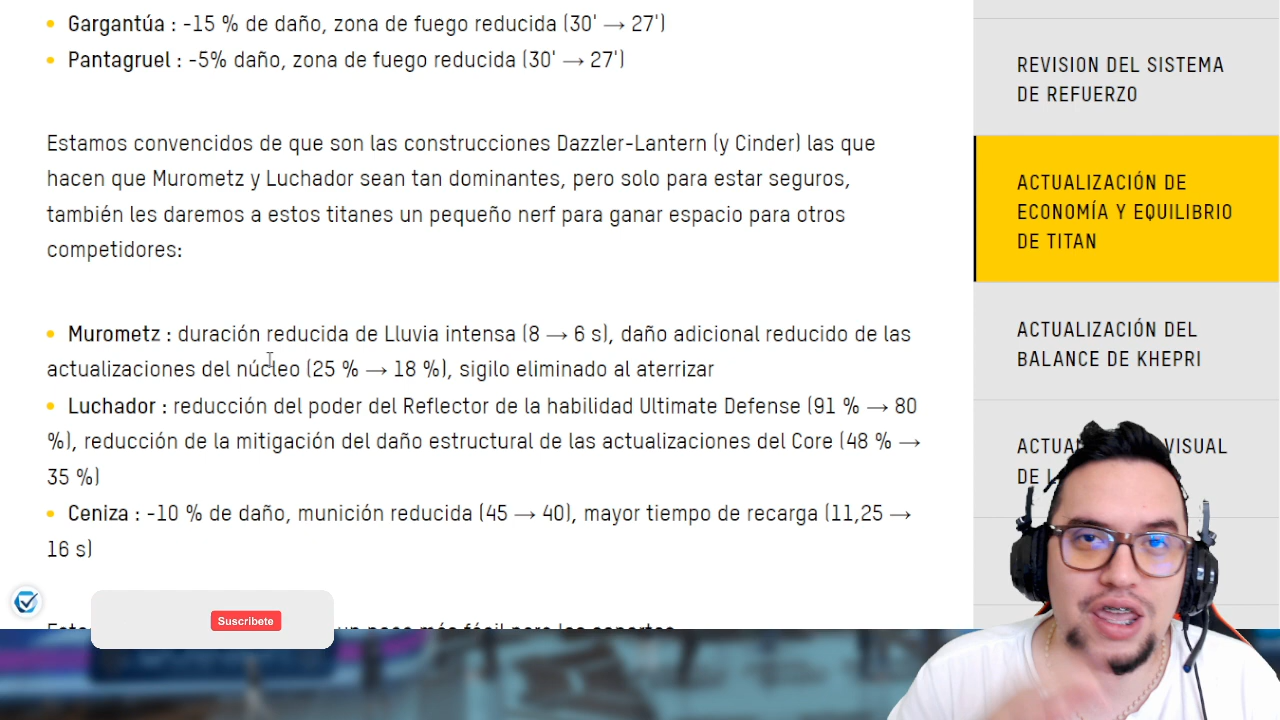 Gargantúa : -15 % de daño, zona de fuego reducida (30' → 27')
Pantagruel : -5% daño, zona de fuego reducida (30' → 27')
Estamos convencidos de que son las construcciones Dazzler-Lantern (y Cinder) las que
hacen que Murometz y Luchador sean tan dominantes, pero solo para estar seguros,
también les daremos a estos titanes un pequeño nerf para ganar espacio para otros
competidores:
Murometz : duración reducida de Lluvia intensa (8 → 6 s), daño adicional reducido de las
actualizaciones del núcleo (25 % → 18 %), sigilo eliminado al aterrizar
Luchador : reducción del poder del Reflector de la habilidad Ultimate Defense (91 % → 80
%), reducción de la mitigación del daño estructural de las actualizaciones del Core (48 % →
35 %)
Ceniza : -10 % de daño, munición reducida (45 → 40), mayor tiempo de recarga (11,25 →
16 s)
Suscribete
REVISION DEL SISTEMA
DE REFUERZO
ACTUALIZACIÓN DE
ECONOMÍA Y EQUILIBRIO
DE TITAN
ACTUALIZACIÓN DEL
BALANCE DE KHEPRI
VISUAL